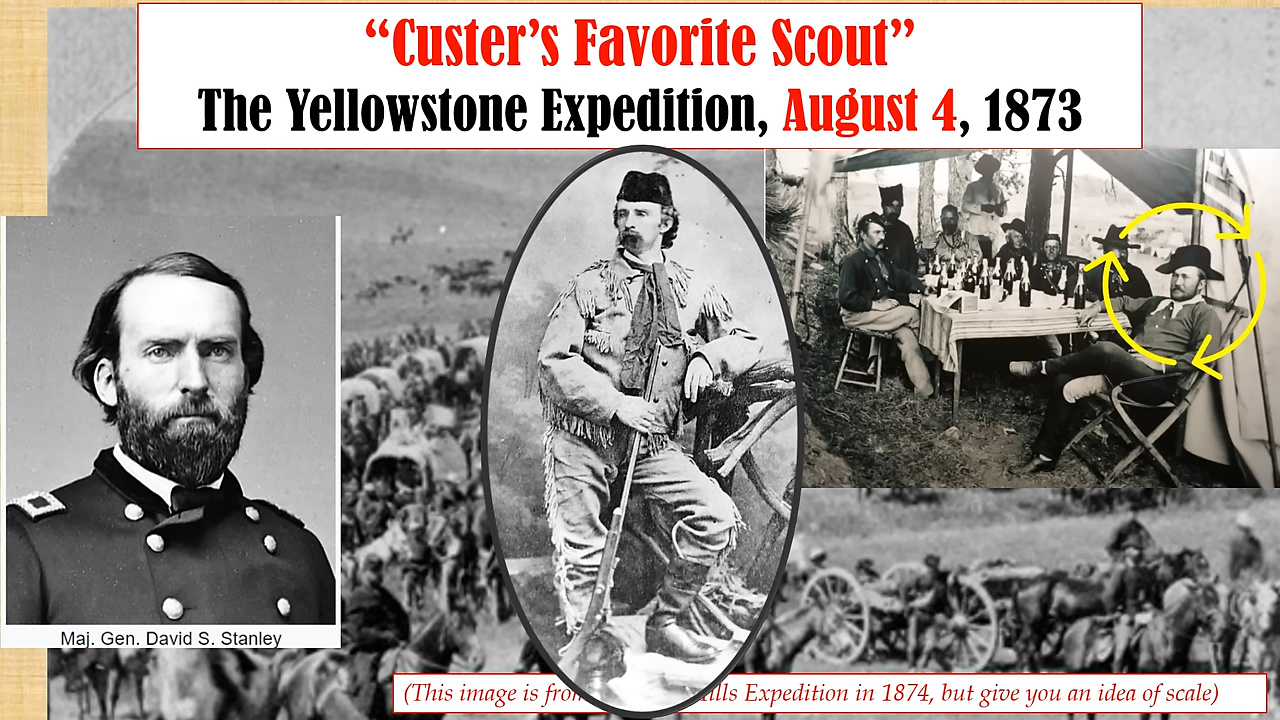 “Custer’s Favorite Scout”
The Yellowstone Expedition, August 4, 1873
Maj. Gen. David S. Stanley
(This image is from Expedition in 1874, but give you an idea of scale)